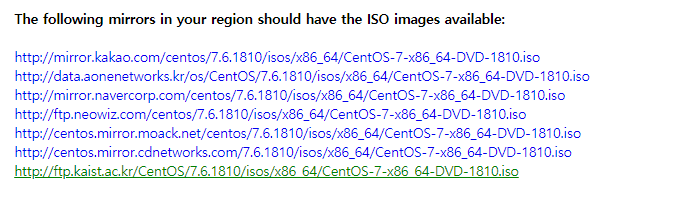 The following mirrors in your region should have the ISO images available:
http://mirror.kakao.com/centos/7.6.1810/isos/x86_64/CentOS-7-x86_64-DVD-1810.iso
http://data.aonenetworks.kr/os/CentOS/7.6.1810/isos/x86_64/CentOS-7-x86_64-DVD-1810.iso
http://mirror.navercorp.com/centos/7.6.1810/isos/x86_64/CentOS-7-x86_64-DVD-1810.iso
http://ftp.neowiz.com/centos/7.6.1810/isos/x86_64/CentOS-7-x86_64-DVD-1810.iso
http://centos.mirror.moack.net/centos/7.6.1810/isos/x86_64/CentOS-7-x86_64-DVD-1810.iso
http://centos.mirror.cdnetworks.com/7.6.1810/isos/x86_64/CentOS-7-x86_64-DVD-1810.iso
http://ftp.kaist.ac.kr/CentOS/7.6.1810/isos/x86_64/CentOS-7-x86_64-DVD-1810.iso